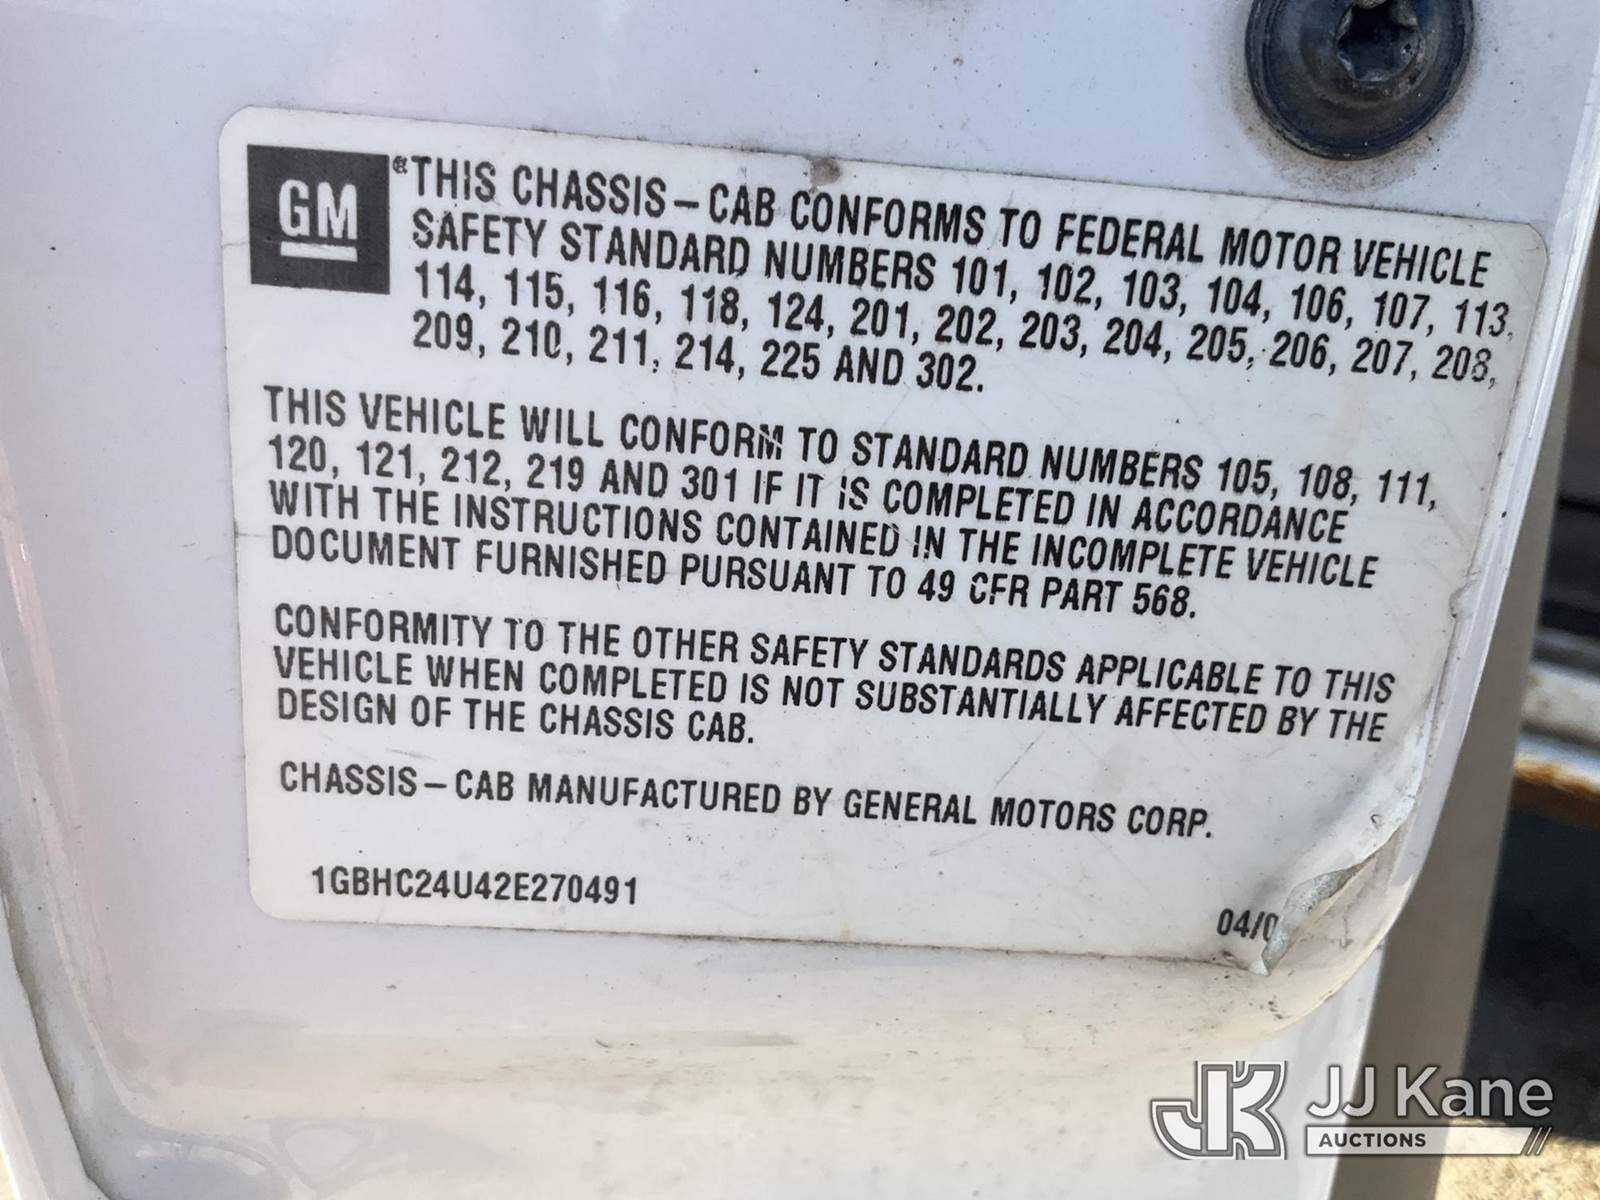 GM
® THIS CHASSIS – CAB CONFORMS TO FEDERAL MOTOR VEHICLE
SAFETY STANDARD NUMBERS 101, 102, 103, 104, 106, 107, 113,
114, 115, 116, 118, 124, 201, 202, 203, 204, 205, 206, 207, 208,
209, 210, 211, 214, 225 AND 302.
THIS VEHICLE WILL CONFORM TO STANDARD NUMBERS 105, 108, 111,
120, 121, 212, 219 AND 301 IF IT IS COMPLETED IN ACCORDANCE
WITH THE INSTRUCTIONS CONTAINED IN THE INCOMPLETE VEHICLE
DOCUMENT FURNISHED PURSUANT TO 49 CFR PART 568.
CONFORMITY TO THE OTHER SAFETY STANDARDS APPLICABLE TO THIS
VEHICLE WHEN COMPLETED IS NOT SUBSTANTIALLY AFFECTED BY THE
DESIGN OF THE CHASSIS CAB.
CHASSIS – CAB MANUFACTURED BY GENERAL MOTORS CORP.
1GBHC24U42E270491
04/0
JK JJ Kane
AUCTIONS